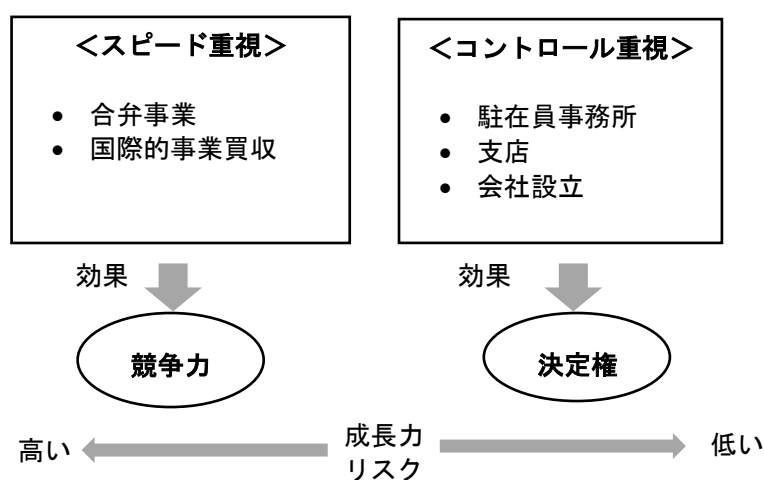 ＜スピード重視＞
• 合弁事業
• 国際的事業買収
＜コントロール重視＞
• 駐在員事務所
• 支店
• 会社設立
効果
効果
競争力
決定権
高い
成長力
リスク
低い